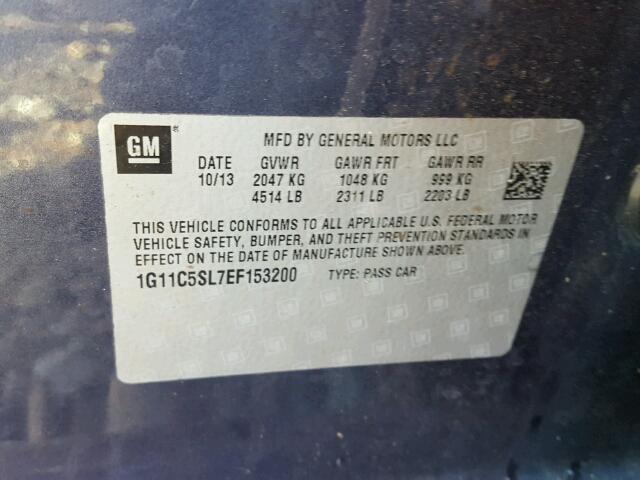 GM
MFD BY GENERAL MOTORS LLC
DATE GVWR GAWR FRT GAWR RR
10/13 2047 KG 1048 KG 999 KG
4514 LB 2311 LB 2203 LB
THIS VEHICLE CONFORMS TO ALL APPLICABLE U.S. FEDERAL MOTOR
VEHICLE SAFETY, BUMPER, AND THEFT PREVENTION STANDARDS IN
EFFECT ON THE DATE OF MANUFACTURE SHOWN ABOVE.
1G11C5SL7EF153200 TYPE: PASS CAR